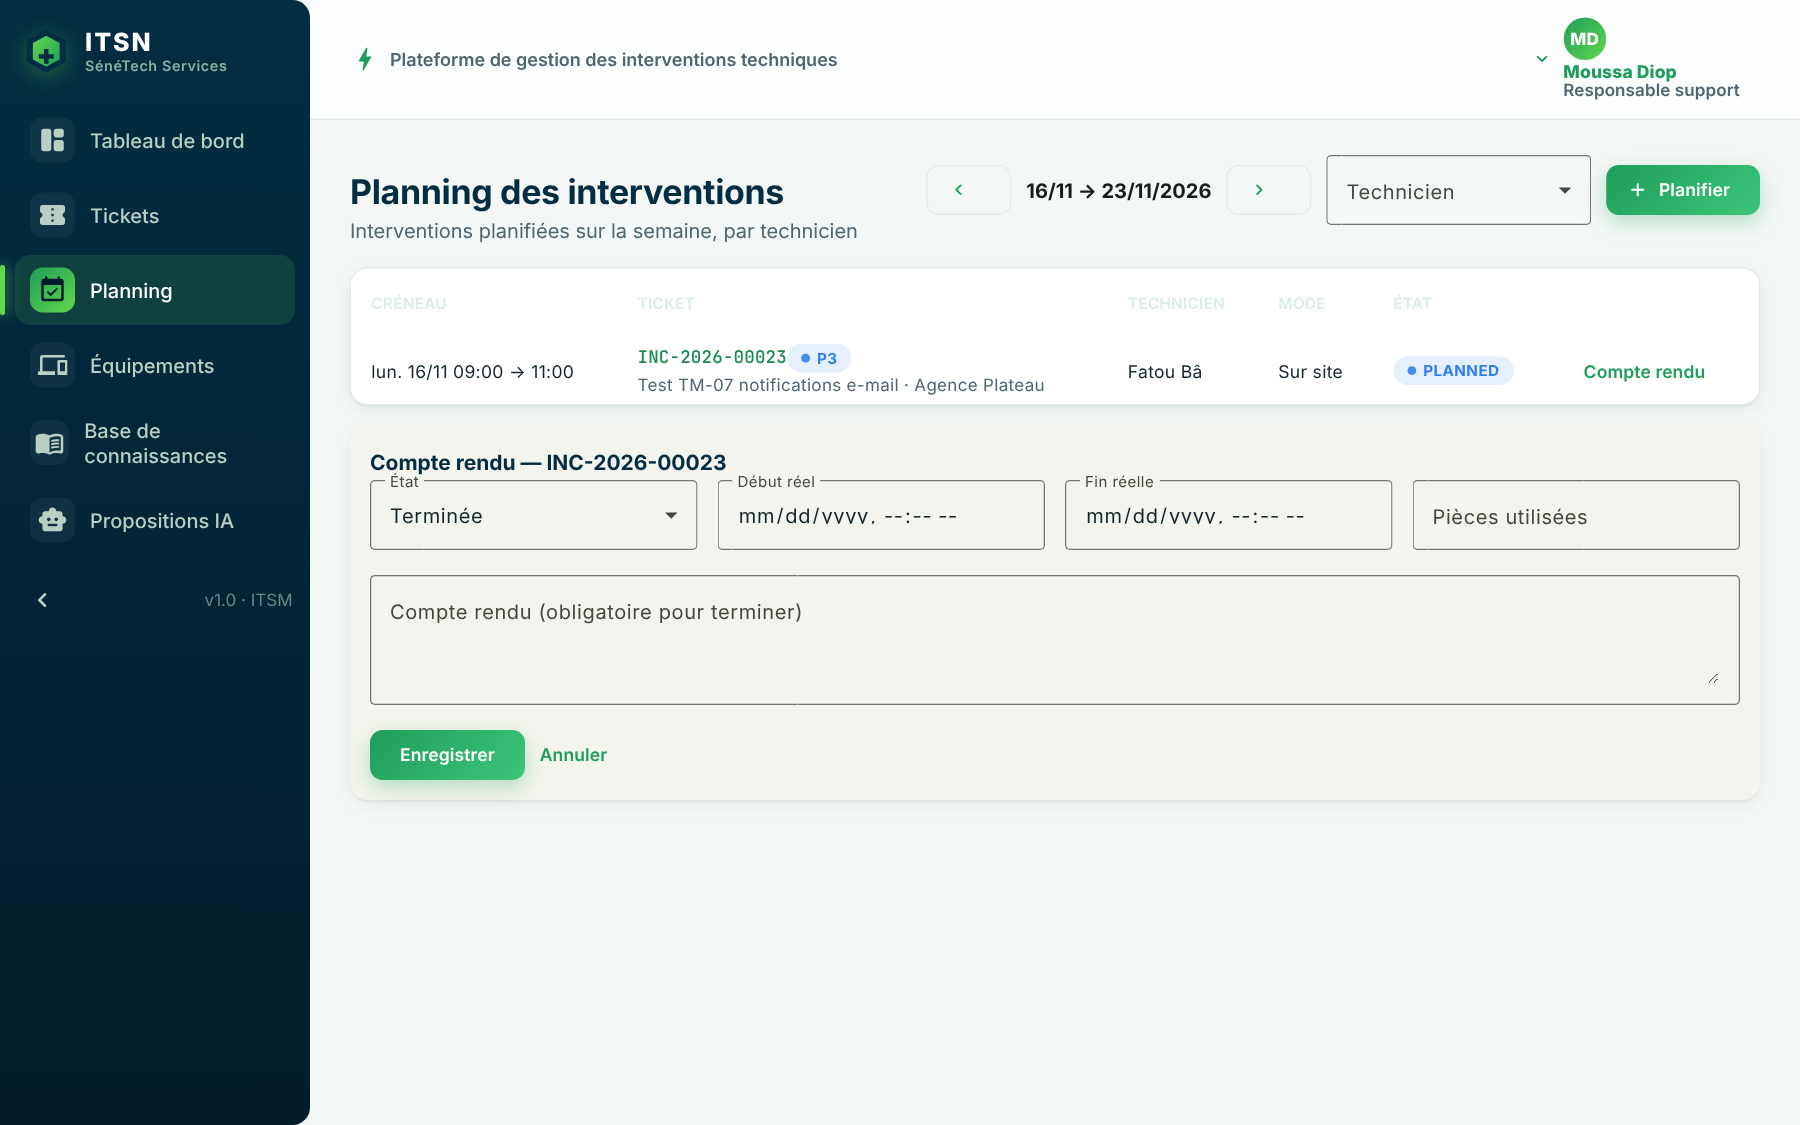 ITSN
SénéTech Services
Tableau de bord
Tickets
Planning
Équipements
Base de
connaissances
Propositions IA
v1.0 · ITSM
Plateforme de gestion des interventions techniques
MD
Moussa Diop
Responsable support
Planning des interventions
Interventions planifiées sur la semaine, par technicien
16/11 → 23/11/2026
Technicien
+ Planifier
CRÉNEAU TICKET TECHNICIEN MODE ÉTAT
lun. 16/11 09:00 → 11:00
INC-2026-00023 P3
Test TM-07 notifications e-mail · Agence Plateau
Fatou Bâ
Sur site
PLANNED
Compte rendu
Compte rendu — INC-2026-00023
État
Terminée
Début réel
mm/dd/yyyy, --:-- --
Fin réelle
mm/dd/yyyy, --:-- --
Pièces utilisées
Compte rendu (obligatoire pour terminer)
Enregistrer
Annuler